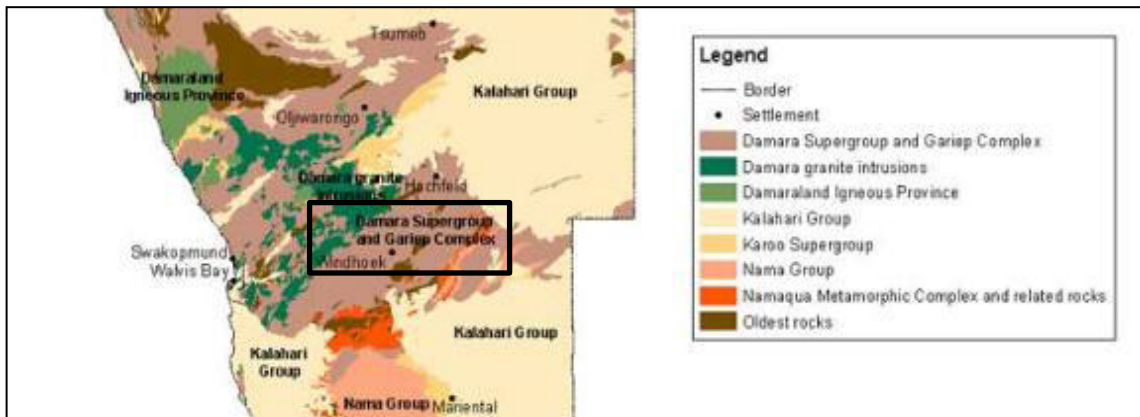 Tsumeb
Damaraland
Igneous Province
Kalahari Group
Otjiwarongo
Damara granite
intrusions
Hochfeld
Damara Supergroup
and Gariep Complex
Windhoek
Swakopmund
Walvis Bay
Kalahari Group
Kalahari
Group
Nama Group
Mariental
Legend
Border
Settlement
Damara Supergroup and Gariep Complex
Damara granite intrusions
Damaraland Igneous Province
Kalahari Group
Karoo Supergroup
Nama Group
Namaqua Metamorphic Complex and related rocks
Oldest rocks